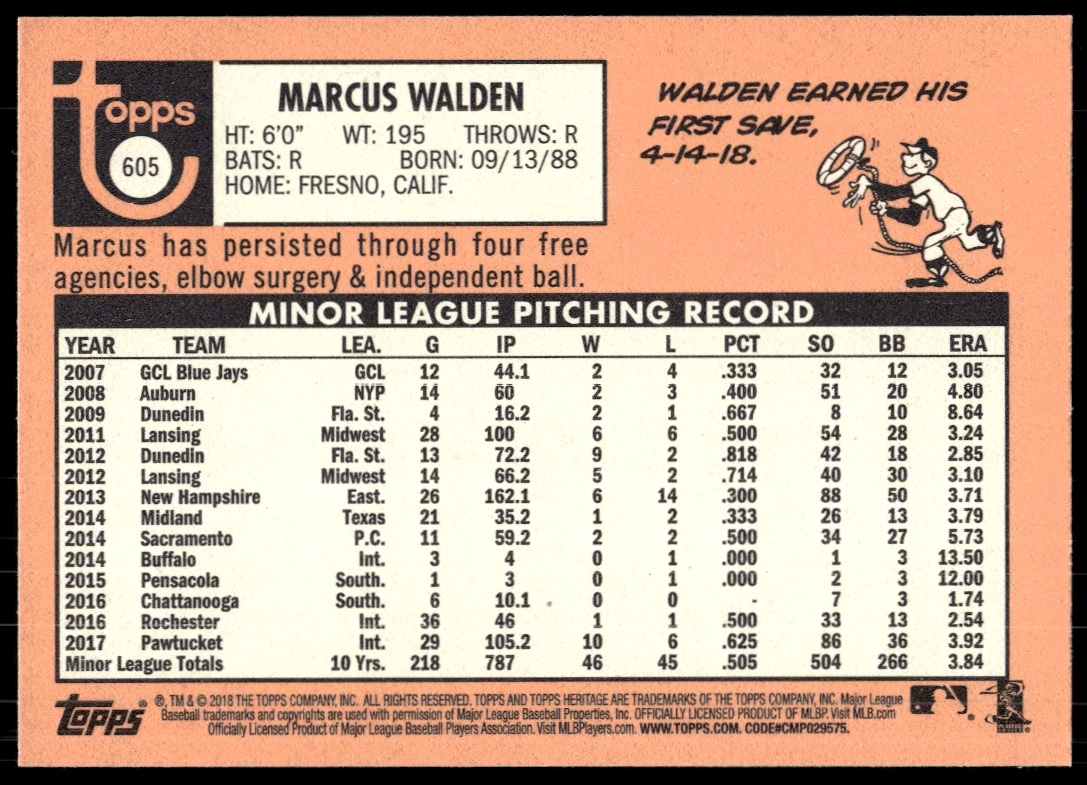 topps
605
MARCUS WALDEN
HT: 6'0" WT: 195 THROWS: R
BATS: R BORN: 09/13/88
HOME: FRESNO, CALIF.
WALDEN EARNED HIS
FIRST SAVE,
4-14-18.
Marcus has persisted through four free
agencies, elbow surgery & independent ball.
MINOR LEAGUE PITCHING RECORD
YEAR TEAM LEA. G IP W L PCT SO BB ERA
2007 GCL Blue Jays GCL 12 44.1 2 4 .333 32 12 3.05
2008 Auburn NYP 14 60 2 3 .400 51 20 4.80
2009 Dunedin Fla. St. 4 16.2 2 1 .667 8 10 8.64
2011 Lansing Midwest 28 100 6 6 .500 54 28 3.24
2012 Dunedin Fla. St. 13 72.2 9 2 .818 42 18 2.85
2012 Lansing Midwest 14 66.2 5 2 .714 40 30 3.10
2013 New Hampshire East. 26 162.1 6 14 .300 88 50 3.71
2014 Midland Texas 21 35.2 1 2 .333 26 13 3.79
2014 Sacramento P.C. 11 59.2 2 2 .500 34 27 5.73
2014 Buffalo Int. 3 4 0 1 .000 1 3 13.50
2015 Pensacola South. 1 3 0 1 .000 2 3 12.00
2016 Chattanooga South. 6 10.1 0 0 - 7 3 1.74
2016 Rochester Int. 36 46 1 1 .500 33 13 2.54
2017 Pawtucket Int. 29 105.2 10 6 .625 86 36 3.92
Minor League Totals 10 Yrs. 218 787 46 45 .505 504 266 3.84
TOPPS ®, TM & © 2018 THE TOPPS COMPANY, INC. ALL RIGHTS RESERVED. TOPPS AND TOPPS HERITAGE ARE TRADEMARKS OF THE TOPPS COMPANY, INC. Major League
Baseball trademarks and copyrights are used with permission of Major League Baseball Properties, Inc. OFFICIALLY LICENSED PRODUCT OF MLBP. Visit MLB.com
Officially Licensed Product of Major League Baseball Players Association. Visit MLBPlayers.com. WWW.TOPPS.COM. CODE#CMP029575.